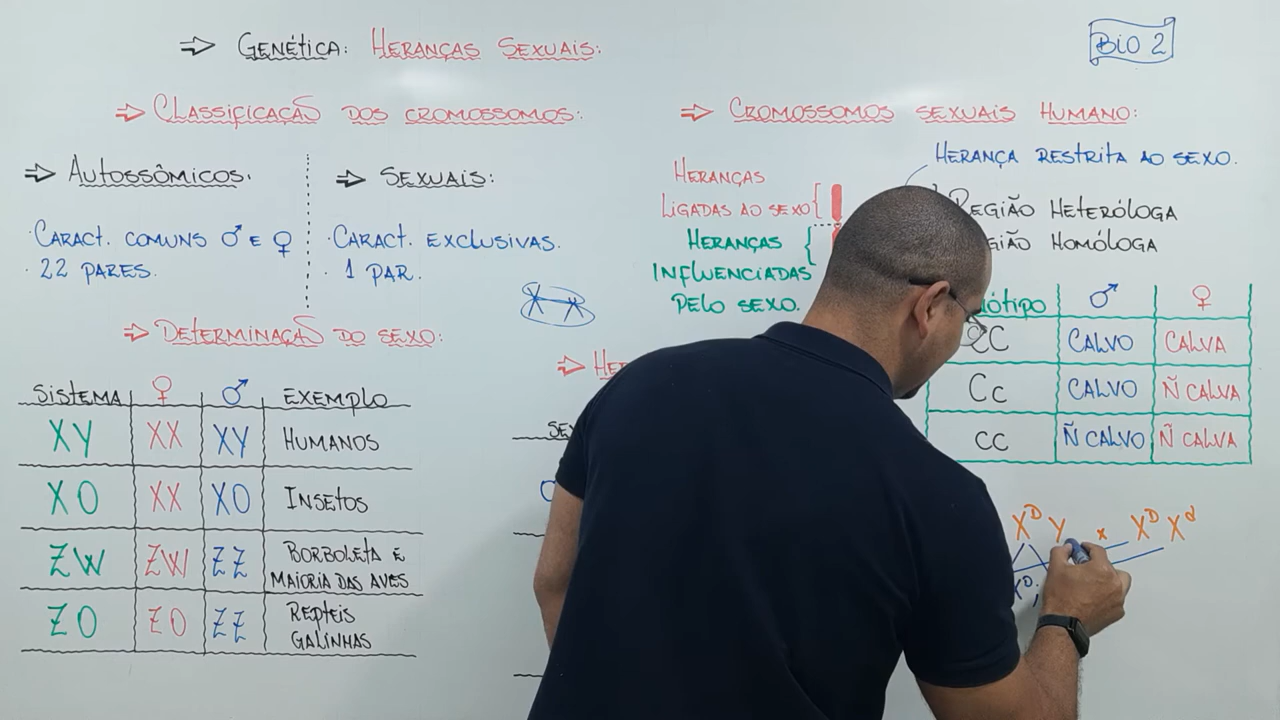 ⇒ GENÉTICA: HERANÇAS SEXUAIS:
BIO 2
⇒ CLASSIFICAÇÃO DOS CROMOSSOMOS:
⇒ AUTOSSÔMICOS.
· CARACT. COMUNS ♂ E ♀
· 22 PARES.
⇒ SEXUAIS:
· CARACT. EXCLUSIVAS.
· 1 PAR.
⇒ DETERMINAÇÃO DO SEXO:
SISTEMA ♀ ♂ EXEMPLO
XY XX XY HUMANOS
XO XX XO INSETOS
ZW ZW ZZ BORBOLETA E
MAIORIA DAS AVES
ZO ZO ZZ REPTEIS
GALINHAS
⇒ CROMOSSOMOS SEXUAIS HUMANO:
HERANÇA RESTRITA AO SEXO.
HERANÇAS
LIGADAS AO SEXO
HERANÇAS
INFLUENCIADAS
PELO SEXO.
REGIÃO HETERÓLOGA
HOMÓLOGA
♂ ♀
CALVO CALVA
Cc CALVO Ñ CALVA
cc Ñ CALVO Ñ CALVA
X^D Y x X^D X^d